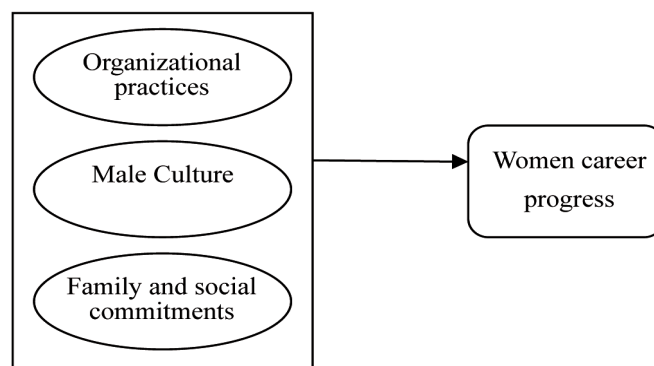 Organizational
practices
Male Culture
Family and social
commitments
Women career
progress